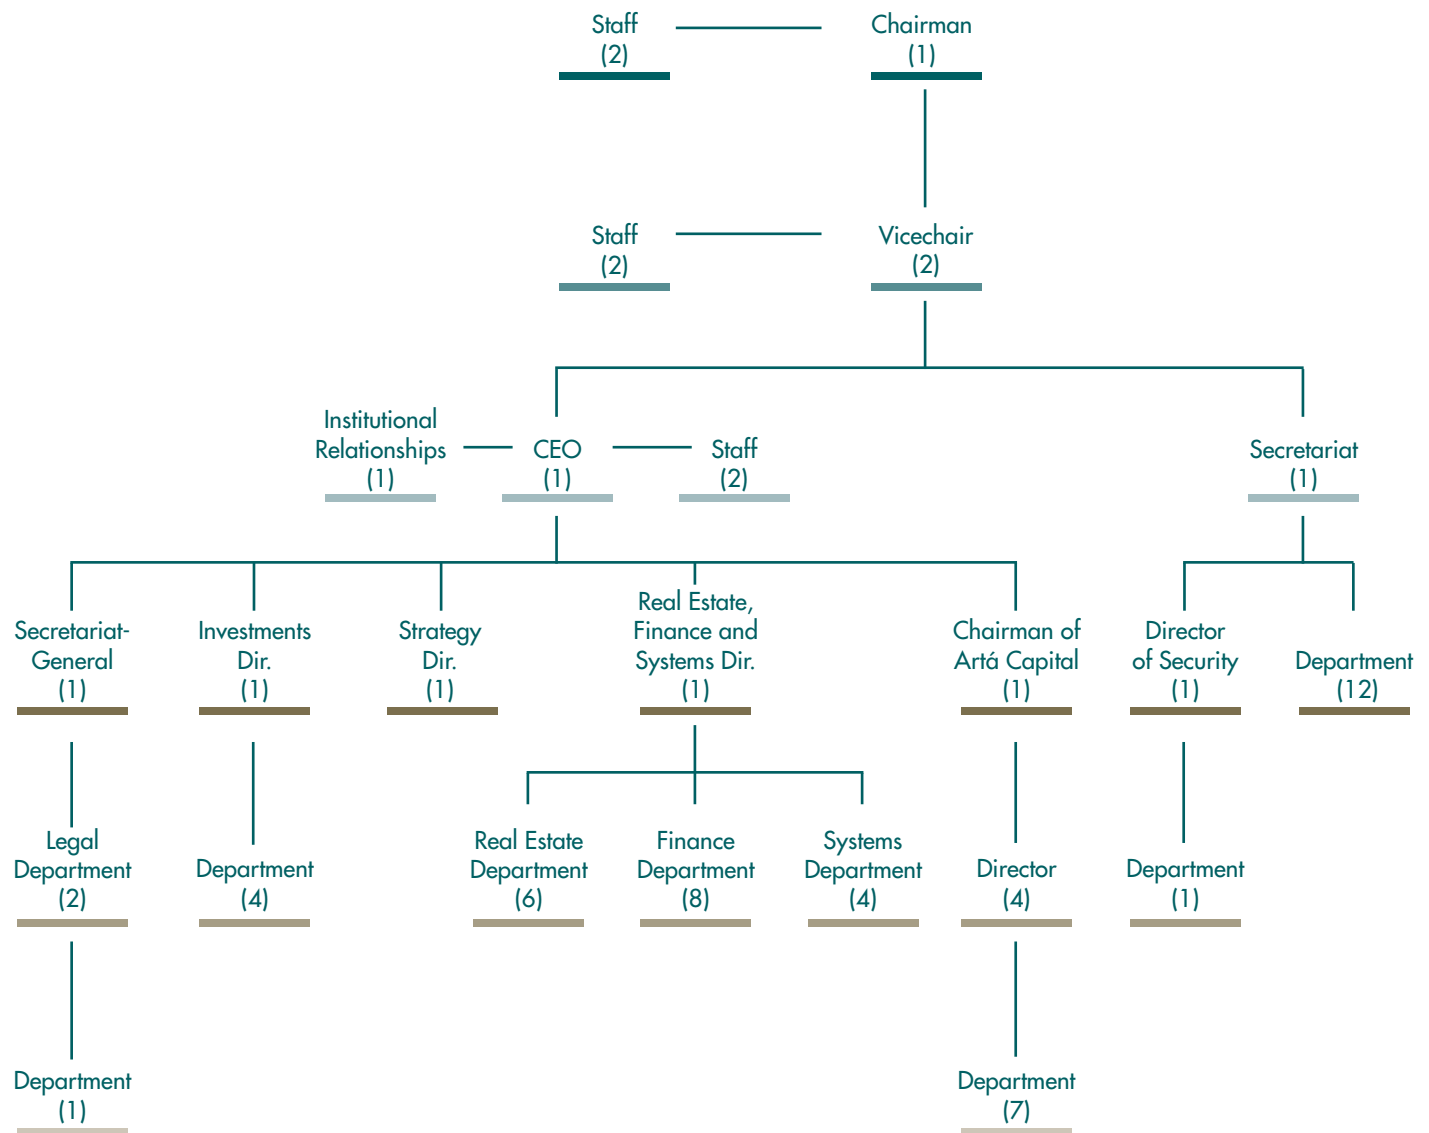 Staff
(2)
Chairman
(1)
Staff
(2)
Vicechair
(2)
Institutional
Relationships
(1)
CEO
(1)
Staff
(2)
Secretariat
(1)
Secretariat-
General
(1)
Investments
Dir.
(1)
Strategy
Dir.
(1)
Real Estate,
Finance and
Systems Dir.
(1)
Chairman of
Artá Capital
(1)
Director
of Security
(1)
Department
(12)
Legal
Department
(2)
Department
(4)
Real Estate
Department
(6)
Finance
Department
(8)
Systems
Department
(4)
Director
(4)
Department
(1)
Department
(1)
Department
(7)